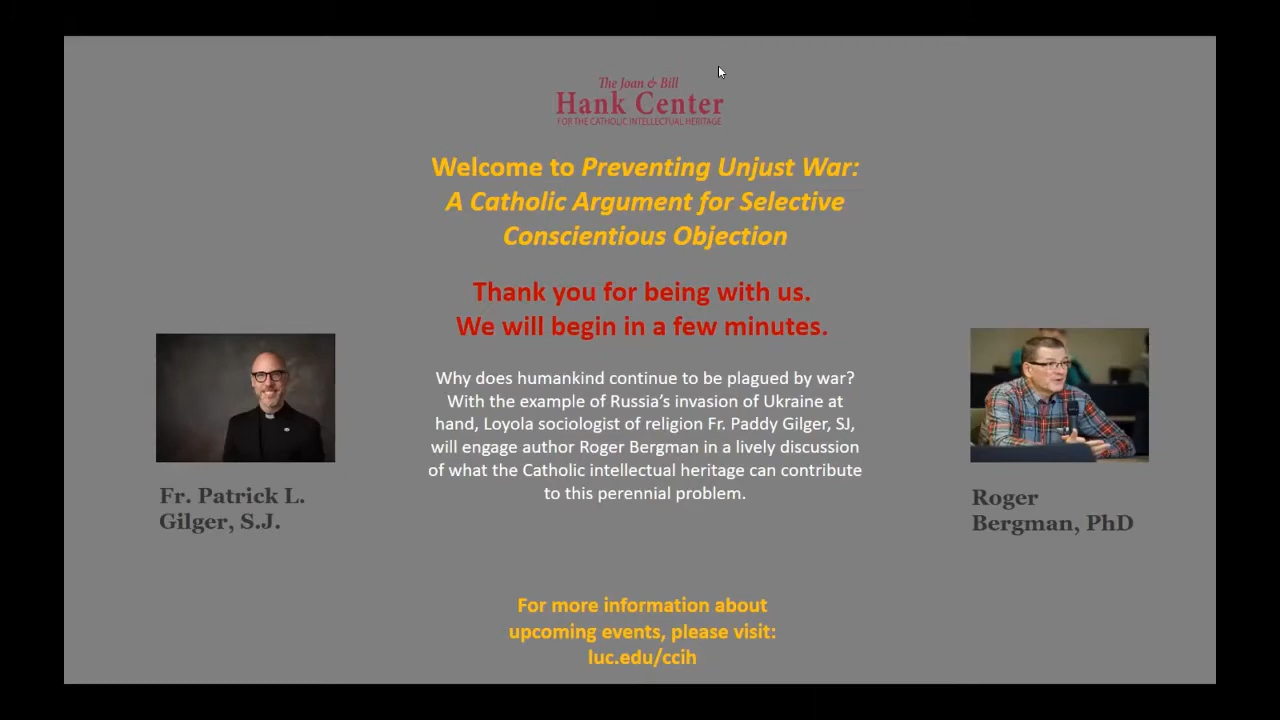 The Joan & Bill
Hank Center
FOR THE CATHOLIC INTELLECTUAL HERITAGE
Welcome to Preventing Unjust War:
A Catholic Argument for Selective
Conscientious Objection
Thank you for being with us.
We will begin in a few minutes.
Why does humankind continue to be plagued by war?
With the example of Russia’s invasion of Ukraine at
hand, Loyola sociologist of religion Fr. Paddy Gilger, SJ,
will engage author Roger Bergman in a lively discussion
of what the Catholic intellectual heritage can contribute
to this perennial problem.
Fr. Patrick L.
Gilger, S.J.
Roger
Bergman, PhD
For more information about
upcoming events, please visit:
luc.edu/ccih